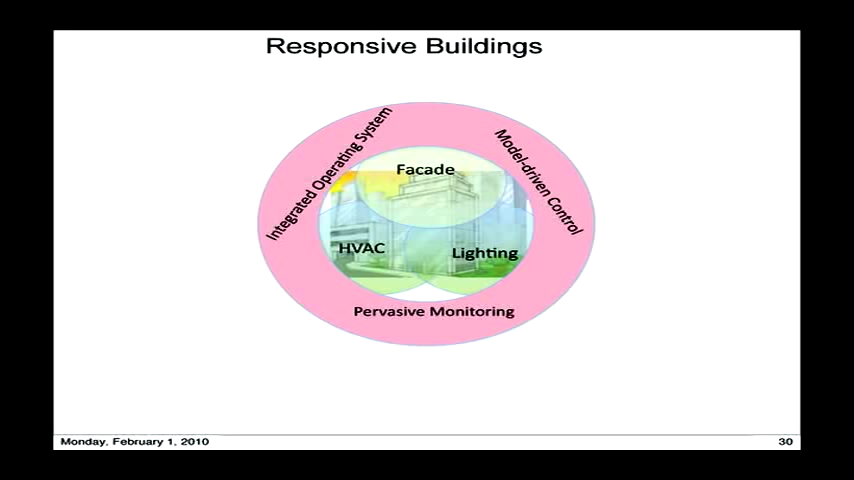 Responsive Buildings
Integrated Operating System
Model-driven Control
Facade
HVAC
Lighting
Pervasive Monitoring
Monday, February 1, 2010
30